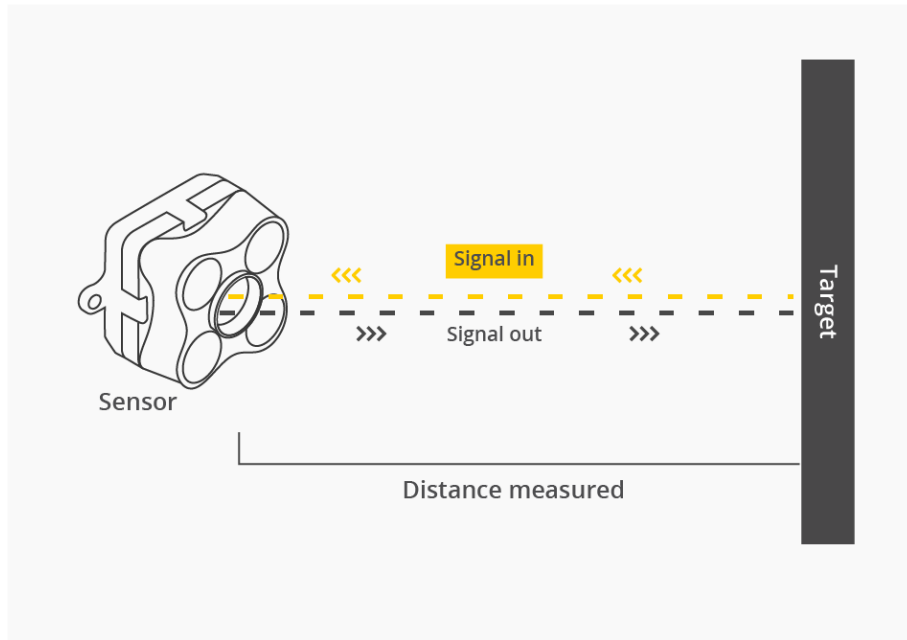 Signal in
Signal out
Sensor
Distance measured
Target